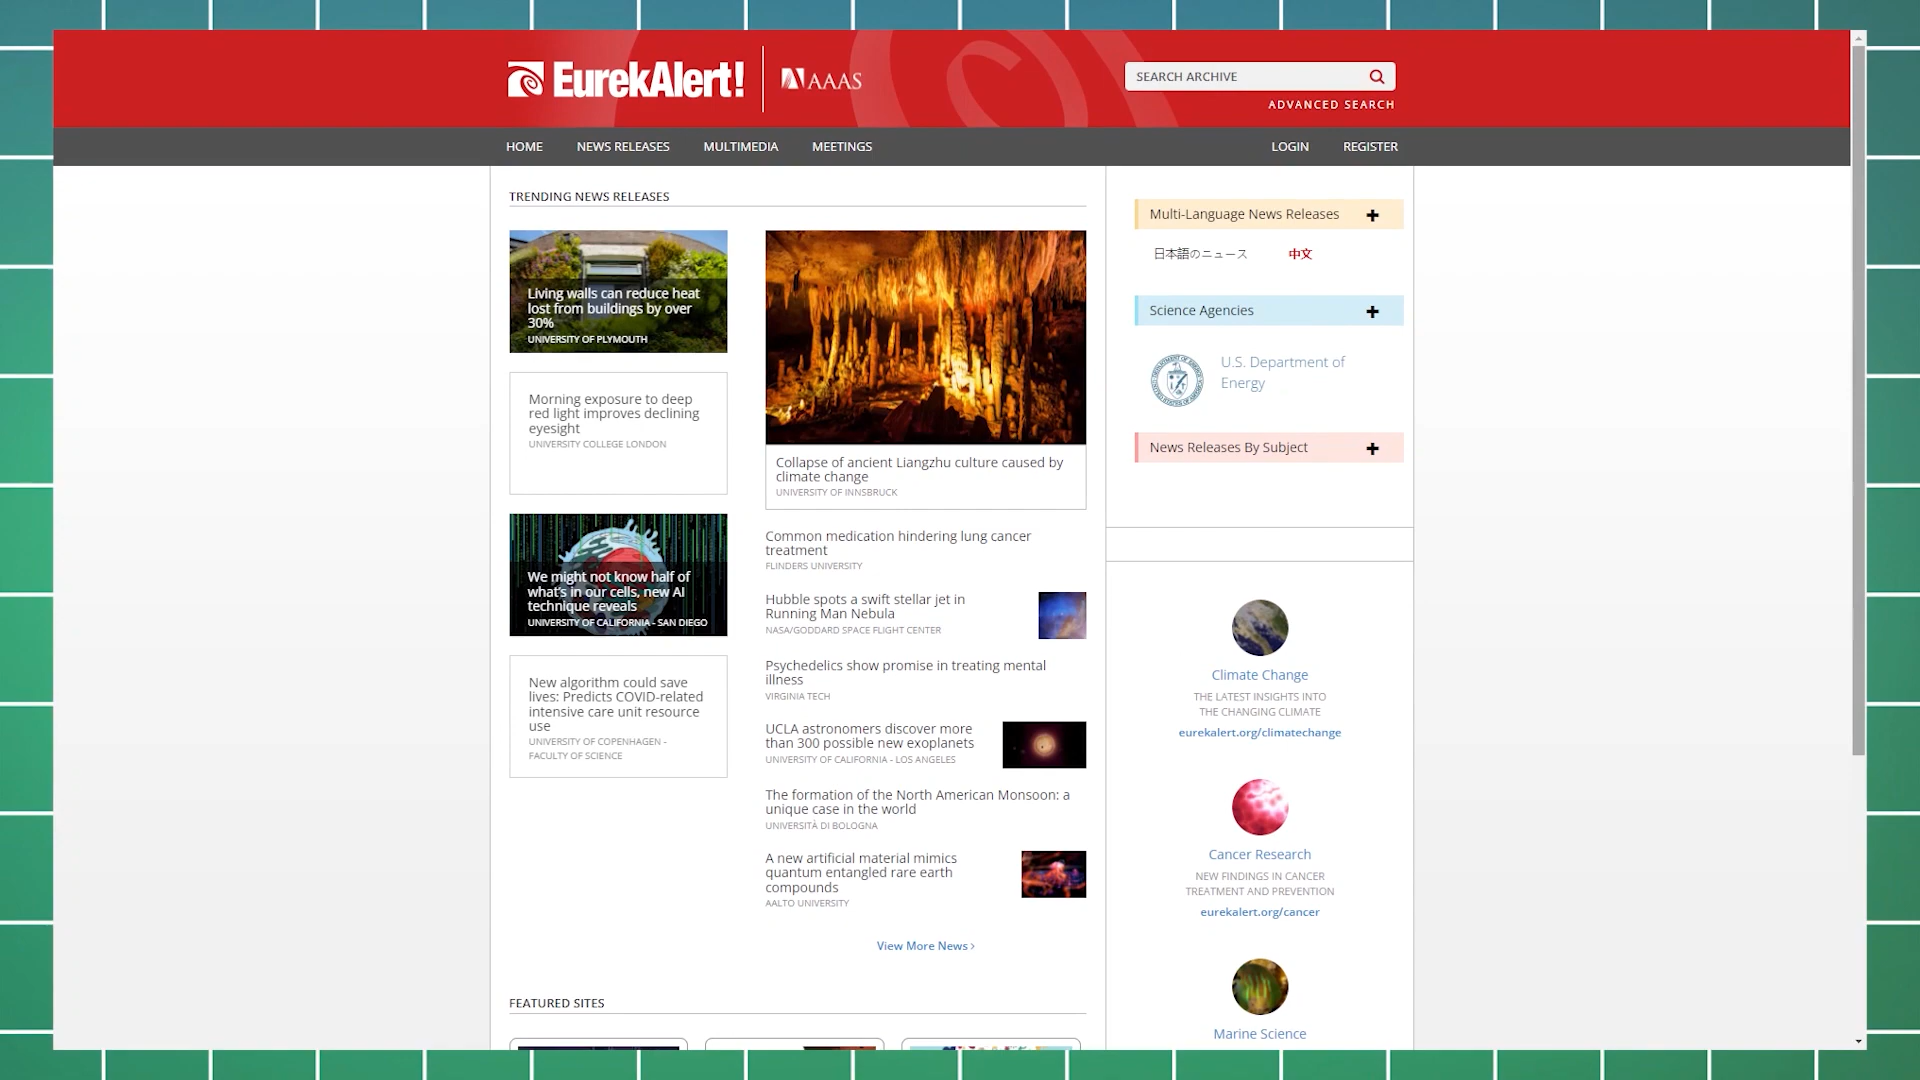 EurekAlert!
AAAS
SEARCH ARCHIVE
ADVANCED SEARCH
HOME
NEWS RELEASES
MULTIMEDIA
MEETINGS
LOGIN
REGISTER
TRENDING NEWS RELEASES
Living walls can reduce heat
lost from buildings by over
30%
UNIVERSITY OF PLYMOUTH
Morning exposure to deep
red light improves declining
eyesight
UNIVERSITY COLLEGE LONDON
We might not know half of
what's in our cells, new AI
technique reveals
UNIVERSITY OF CALIFORNIA - SAN DIEGO
New algorithm could save
lives: Predicts COVID-related
intensive care unit resource
use
UNIVERSITY OF COPENHAGEN -
FACULTY OF SCIENCE
Collapse of ancient Liangzhu culture caused by
climate change
UNIVERSITY OF INNSBRUCK
Common medication hindering lung cancer
treatment
FLINDERS UNIVERSITY
Hubble spots a swift stellar jet in
Running Man Nebula
NASA/GODDARD SPACE FLIGHT CENTER
Psychedelics show promise in treating mental
illness
VIRGINIA TECH
UCLA astronomers discover more
than 300 possible new exoplanets
UNIVERSITY OF CALIFORNIA - LOS ANGELES
The formation of the North American Monsoon: a
unique case in the world
UNIVERSITÀ DI BOLOGNA
A new artificial material mimics
quantum entangled rare earth
compounds
AALTO UNIVERSITY
View More News ›
FEATURED SITES
Multi-Language News Releases
日本語のニュース
中文
Science Agencies
U.S. Department of
Energy
News Releases By Subject
Climate Change
THE LATEST INSIGHTS INTO
THE CHANGING CLIMATE
eurekalert.org/climatechange
Cancer Research
NEW FINDINGS IN CANCER
TREATMENT AND PREVENTION
eurekalert.org/cancer
Marine Science